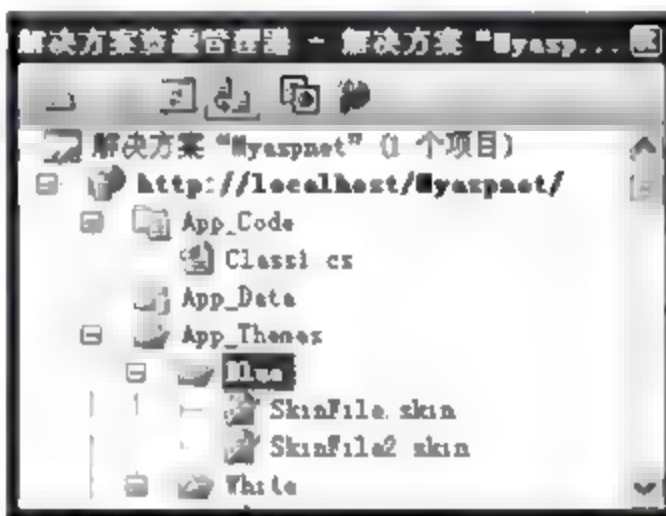 解决方案资源管理器 - 解决方案 "Myasp...
解决方案 "Myaspnet" (1 个项目)
http://localhost/Myaspnet/
App_Code
Class1 cs
App_Data
App_Themes
Blue
SkinFile.skin
SkinFile2 skin
White